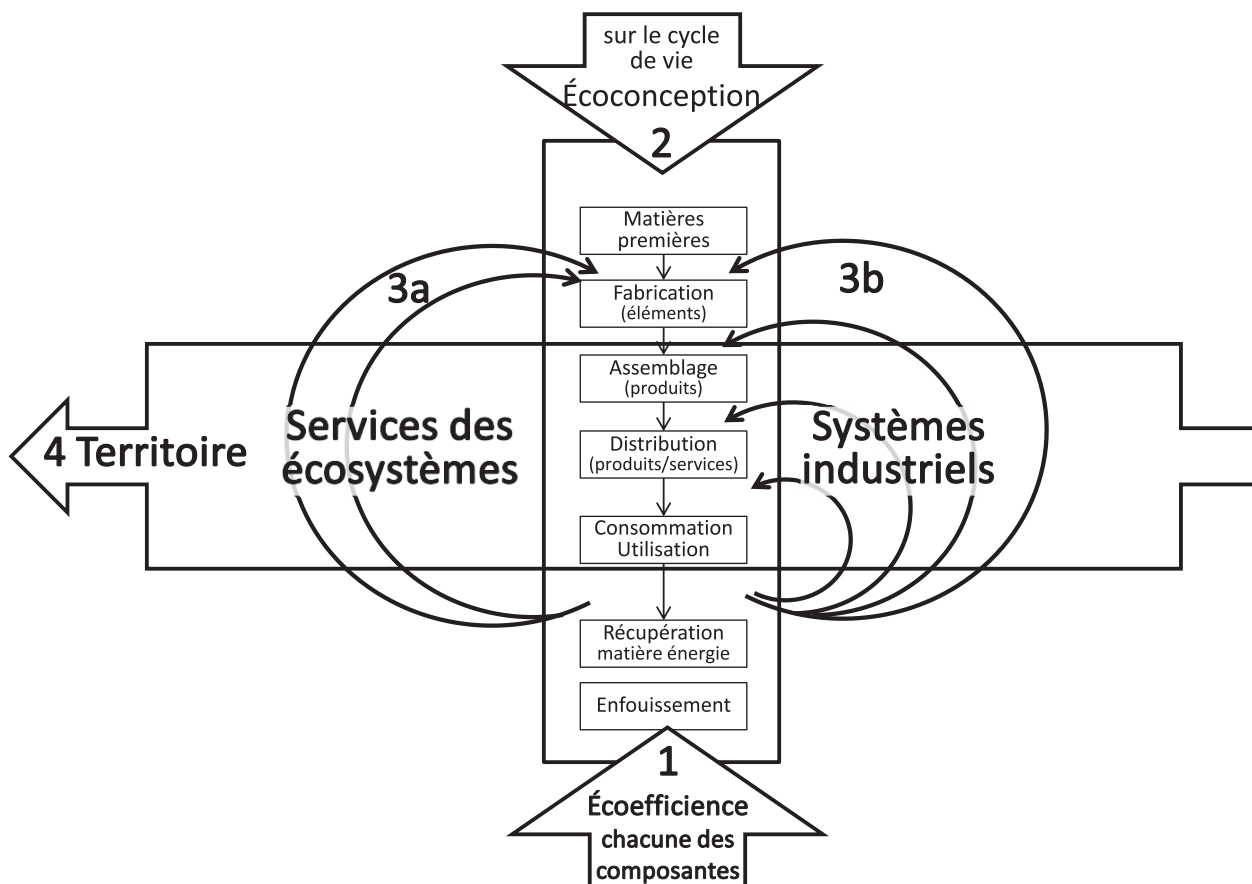 sur le cycle
de vie
Écoconception
2
Matières
premières
3a
3b
Fabrication
(éléments)
Assemblage
(produits)
4 Territoire
Services des
écosystèmes
Distribution
(produits/services)
Systèmes
industriels
Consommation
Utilisation
Récupération
matière énergie
Enfouissement
1
Écoefficience
chacune des
composantes